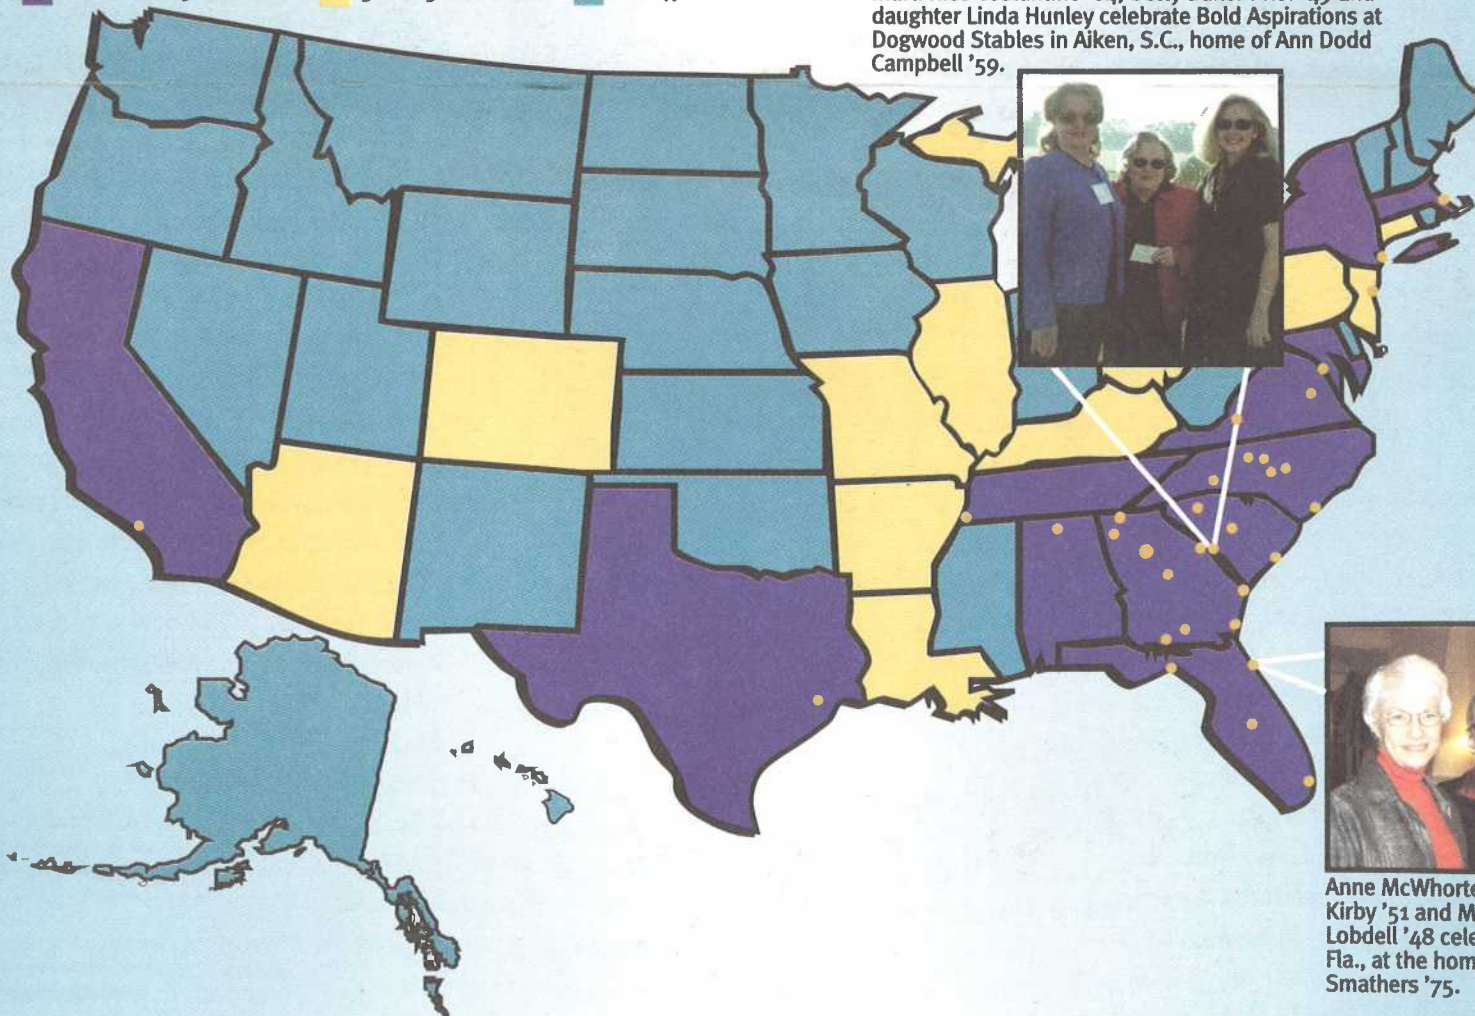 daughter Linda Hunley celebrate Bold Aspirations at
Dogwood Stables in Aiken, S.C., home of Ann Dodd
Campbell ’59.
Anne McWhorte
Kirby ’51 and M
Lobdell ’48 cele
Fla., at the hom
Smathers ’75.